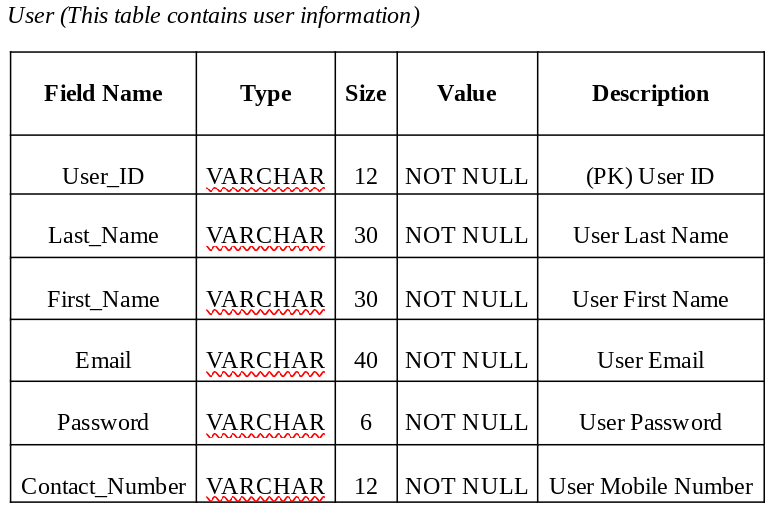 User (This table contains user information)
Field Name Type Size Value Description
User_ID VARCHAR 12 NOT NULL (PK) User ID
Last_Name VARCHAR 30 NOT NULL User Last Name
First_Name VARCHAR 30 NOT NULL User First Name
Email VARCHAR 40 NOT NULL User Email
Password VARCHAR 6 NOT NULL User Password
Contact_Number VARCHAR 12 NOT NULL User Mobile Number